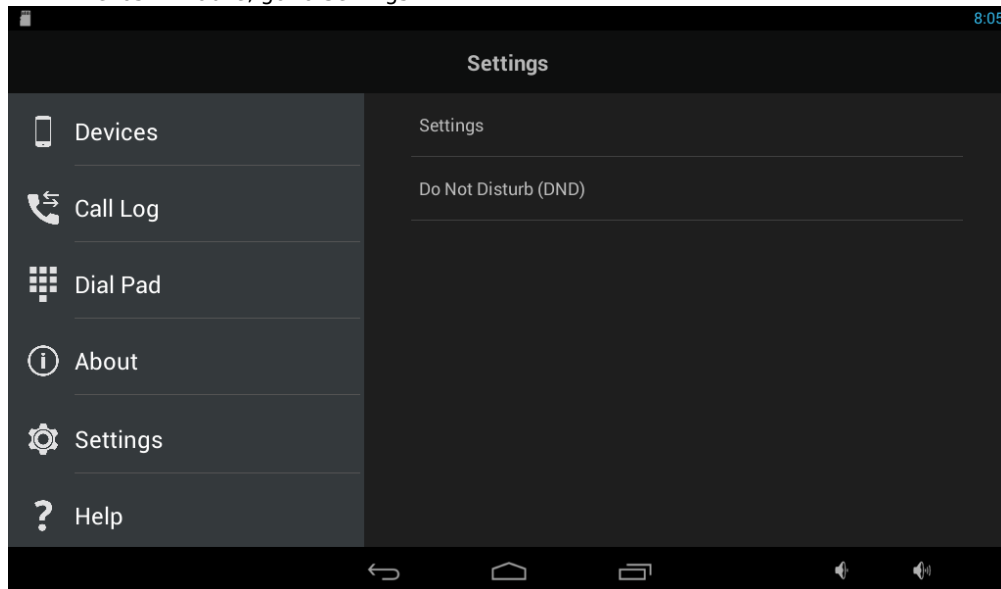 8:05
Settings
Devices
Call Log
Dial Pad
About
Settings
Help
Settings
Do Not Disturb (DND)